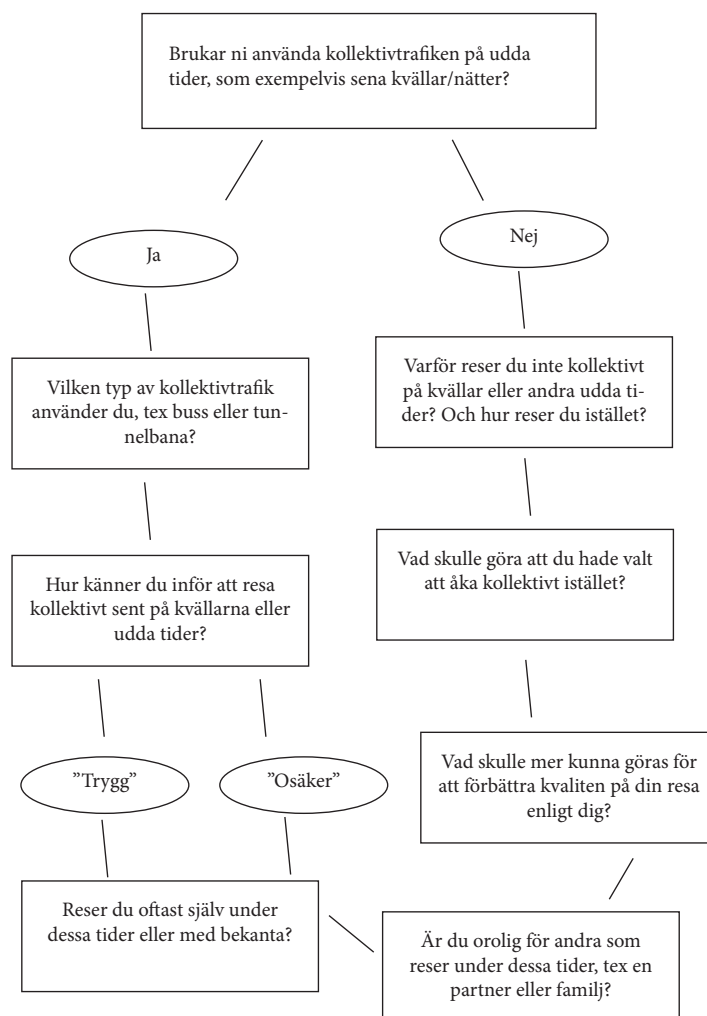 Brukar ni använda kollektivtrafiken på udda
tider, som exempelvis sena kvällar/nätter?
Ja
Nej
Vilken typ av kollektivtrafik
använder du, tex buss eller tun-
nelbana?
Varför reser du inte kollektivt
på kvällar eller andra udda ti-
der? Och hur reser du istället?
Hur känner du inför att resa
kollektivt sent på kvällarna eller
udda tider?
Vad skulle göra att du hade valt
att åka kollektivt istället?
”Trygg”
”Osäker”
Vad skulle mer kunna göras för
att förbättra kvaliten på din resa
enligt dig?
Reser du oftast själv under
dessa tider eller med bekanta?
Är du orolig för andra som
reser under dessa tider, tex en
partner eller familj?